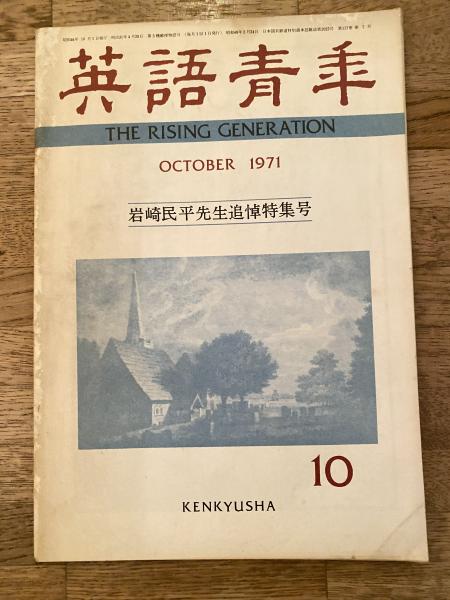 英語青年
THE RISING GENERATION
OCTOBER 1971
岩崎民平先生追悼特集号
10
KENKYUSHA